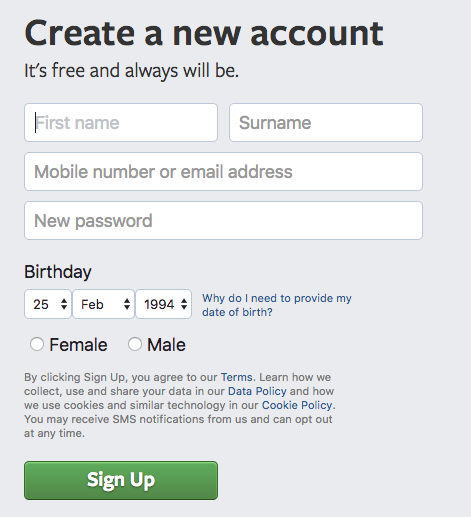 Create a new account
It's free and always will be.
First name Surname
Mobile number or email address
New password
Birthday
25 Feb 1994 Why do I need to provide my
date of birth?
Female Male
By clicking Sign Up, you agree to our Terms. Learn how we
collect, use and share your data in our Data Policy and how
we use cookies and similar technology in our Cookie Policy.
You may receive SMS notifications from us and can opt out
at any time.
Sign Up